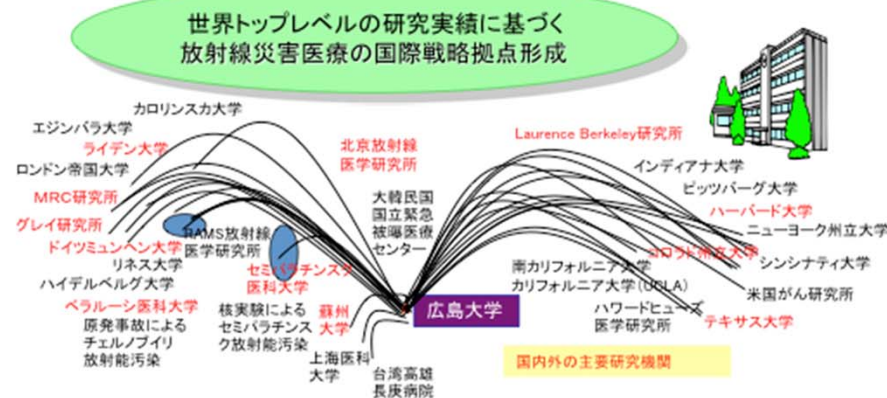 世界トップレベルの研究実績に基づく
放射線災害医療の国際戦略拠点形成
カロリンスカ大学
エジンバラ大学
ライデン大学
ロンドン帝国大学
MRC研究所
グレイ研究所
ドイツミュンヘン大学
RAMS放射線
医学研究所
リネス大学
ハイデルベルグ大学
ベラルーシ医科大学
原発事故による
チェルノブイリ
放射能汚染
セミパラチンスク
医科大学
核実験による
セミパラチンス
ク放射能汚染
北京放射線
医学研究所
大韓民国
国立緊急
被曝医療
センター
蘇州
大学
上海医科
大学
台湾高雄
長庚病院
広島大学
Laurence Berkeley研究所
インディアナ大学
ピッツバーグ大学
ハーバード大学
ニューヨーク州立大学
コロラド州立大学
シンシナティ大学
南カリフォルニア大学
カリフォルニア大学(UCLA)
米国がん研究所
ハワードヒューズ
医学研究所
テキサス大学
国内外の主要研究機関